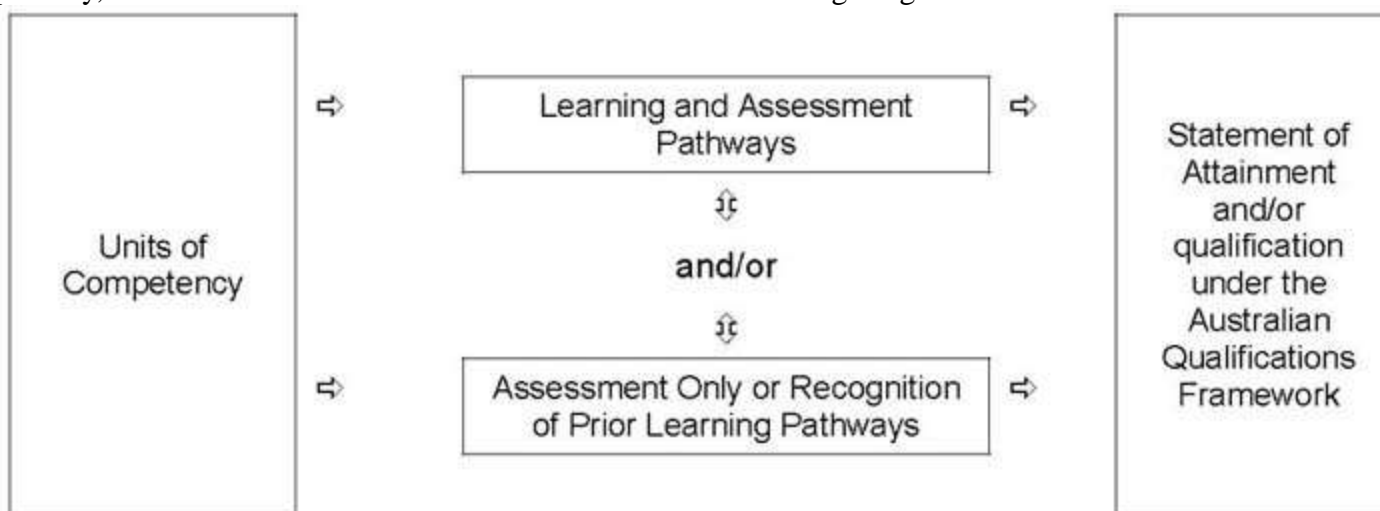 Units of
Competency
Learning and Assessment
Pathways
and/or
Assessment Only or Recognition
of Prior Learning Pathways
Statement of
Attainment
and/or
qualification
under the
Australian
Qualifications
Framework